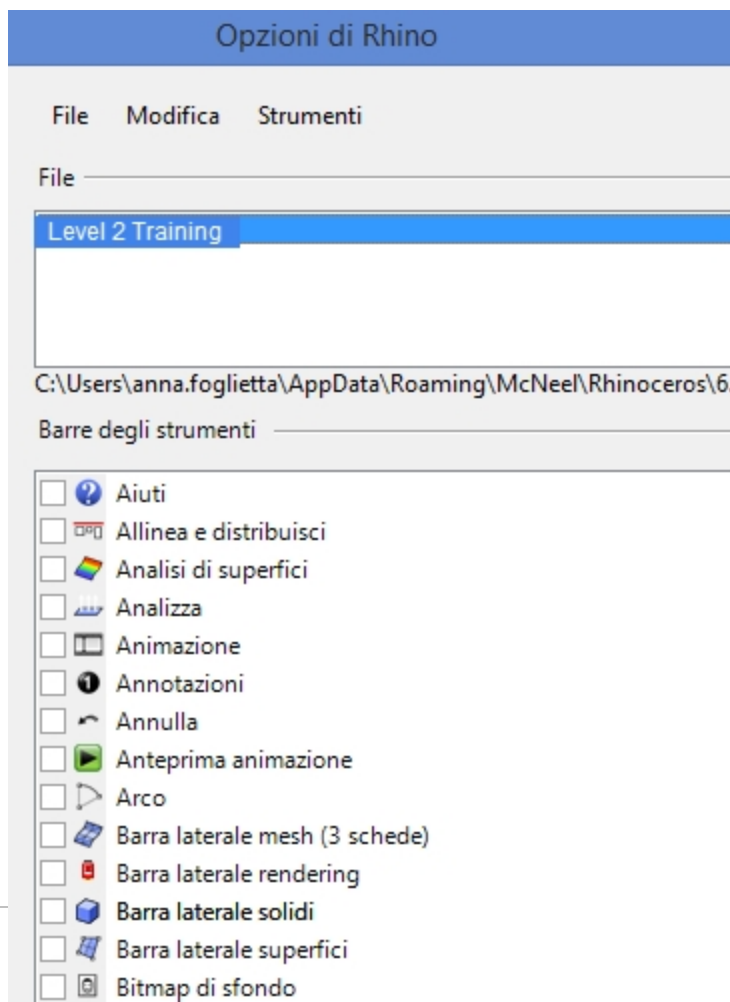 Opzioni di Rhino
File Modifica Strumenti
File
Level 2 Training
C:\Users\anna.foglietta\AppData\Roaming\McNeel\Rhinoceros\6.
Barre degli strumenti
Aiuti
Allinea e distribuisci
Analisi di superfici
Analizza
Animazione
Annotazioni
Annulla
Anteprima animazione
Arco
Barra laterale mesh (3 schede)
Barra laterale rendering
Barra laterale solidi
Barra laterale superfici
Bitmap di sfondo